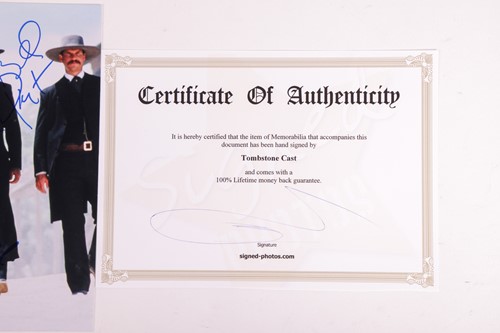 Certificate Of Authenticity
It is hereby certified that the item of Memorabilia that accompanies this
document has been hand signed by
Tombstone Cast
and comes with a
100% Lifetime money back guarantee.
Signature
signed-photos.com